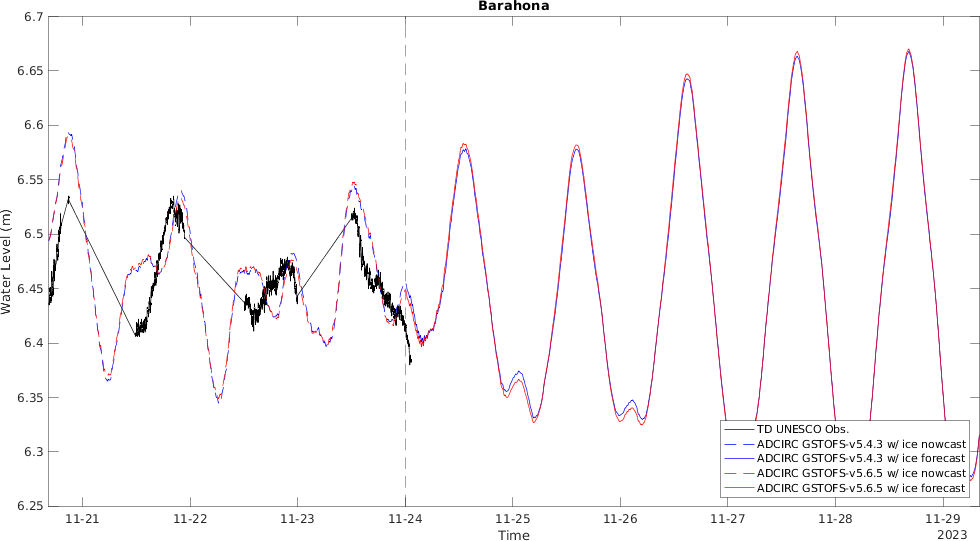 Barahona
6.7
6.65
6.6
6.55
6.5
6.45
6.4
6.35
6.3
6.25
Water Level (m)
TD UNESCO Obs.
ADCIRC GSTOFS-v5.4.3 w/ ice nowcast
ADCIRC GSTOFS-v5.4.3 w/ ice forecast
ADCIRC GSTOFS-v5.6.5 w/ ice nowcast
ADCIRC GSTOFS-v5.6.5 w/ ice forecast
11-21 11-22 11-23 11-24 11-25 11-26 11-27 11-28 11-29
Time 2023